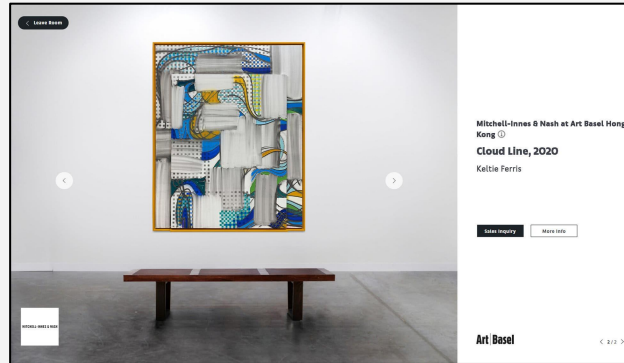 Leave Room
Mitchell-Innes & Nash at Art Basel Hong
Kong
Cloud Line, 2020
Keltie Ferris
Sales Inquiry
More Info
MITCHELL-INNES & NASH
Art Basel
2/2